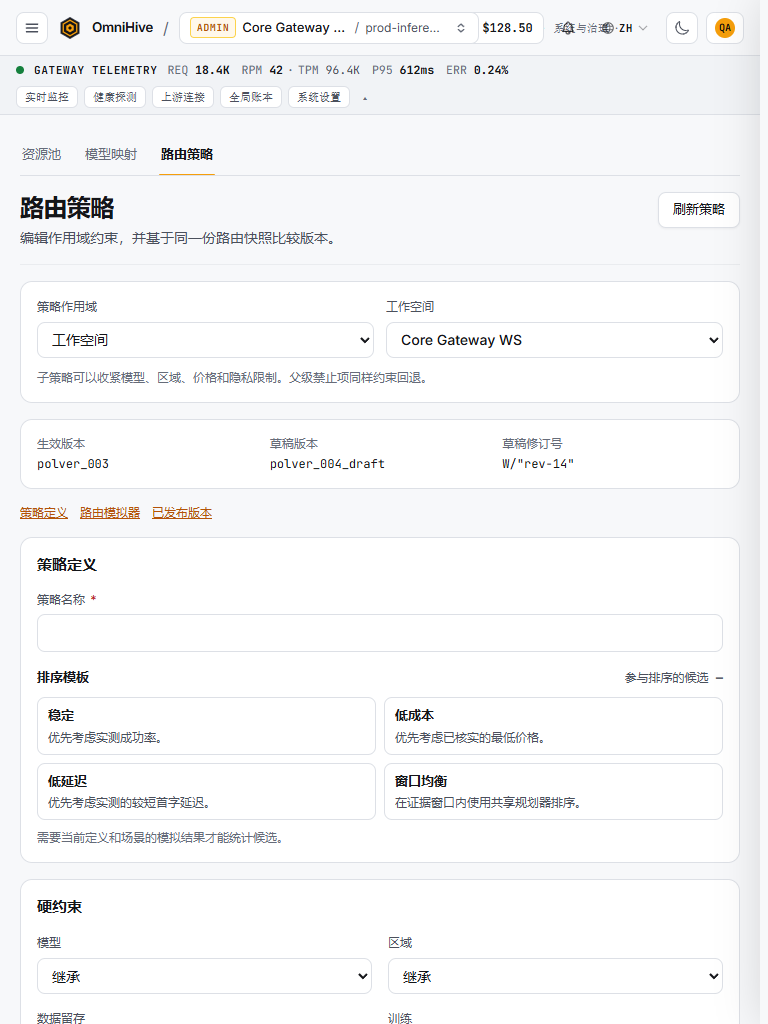 OmniHive / ADMIN Core Gateway ... / prod-infere... $128.50 系统与治理 · ZH QA
GATEWAY TELEMETRY REQ 18.4K RPM 42 · TPM 96.4K P95 612ms ERR 0.24%
实时监控 健康探测 上游连接 全局账本 系统设置
资源池 模型映射 路由策略
路由策略
刷新策略
编辑作用域约束，并基于同一份路由快照比较版本。
策略作用域 工作空间
工作空间 Core Gateway WS
子策略可以收紧模型、区域、价格和隐私限制。父级禁止项同样约束回退。
生效版本 草稿版本 草稿修订号
polver_003 polver_004_draft W/"rev-14"
策略定义 路由模拟器 已发布版本
策略定义
策略名称 *
排序模板 参与排序的候选 —
稳定 低成本
优先考虑实测成功率。 优先考虑已核实的最低价格。
低延迟 窗口均衡
优先考虑实测的较短首字延迟。 在证据窗口内使用共享规划器排序。
需要当前定义和场景的模拟结果才能统计候选。
硬约束
模型 区域
继承 继承
数据留存 训练